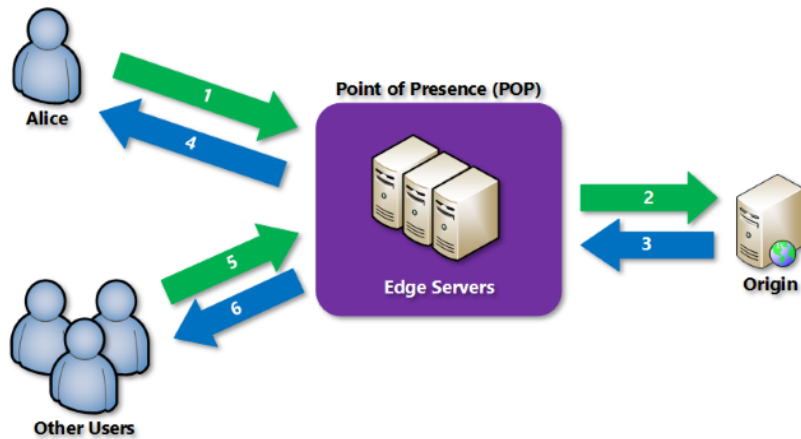 1
Point of Presence (POP)
Alice
4
2
3
5
Edge Servers
Origin
6
Other Users